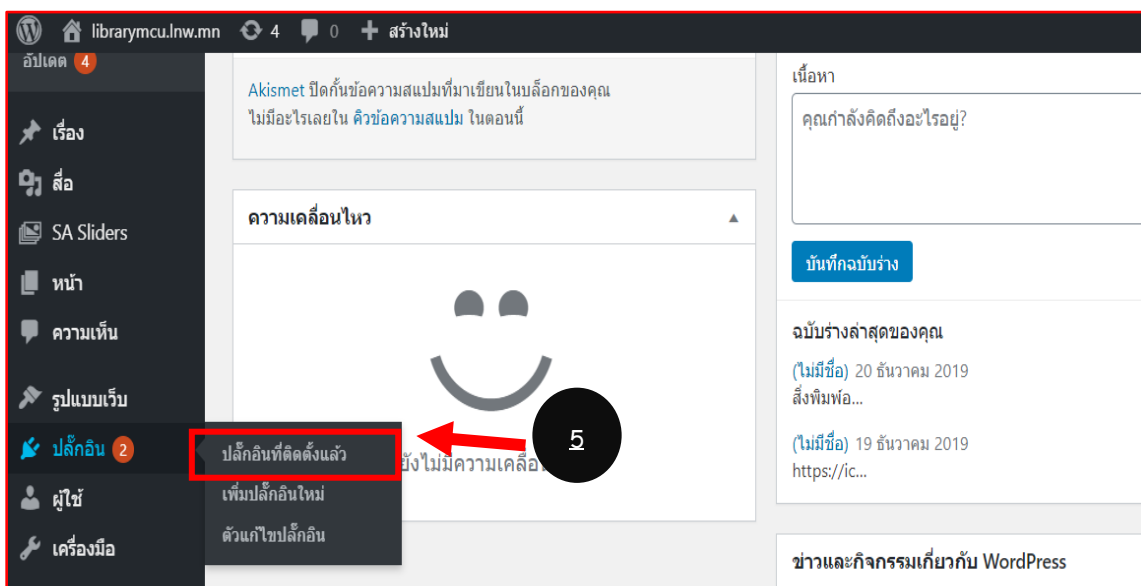 librarymcu.lnw.mn 4 0 สร้างใหม่
อัปเดต 4
เรื่อง
สื่อ
SA Sliders
หน้า
ความเห็น
รูปแบบเว็บ
ปลั๊กอิน 2
ผู้ใช้
เครื่องมือ
ปลั๊กอินที่ติดตั้งแล้ว
เพิ่มปลั๊กอินใหม่
ตัวแก้ไขปลั๊กอิน
Akismet ปิดกั้นข้อความสแปมที่มาเขียนในบล็อกของคุณ
ไม่มีอะไรเลยใน คิวข้อความสแปม ในตอนนี้
ความเคลื่อนไหว
5
ยังไม่มีความเคลื่อ
เนื้อหา
คุณกำลังคิดถึงอะไรอยู่?
บันทึกฉบับร่าง
ฉบับร่างล่าสุดของคุณ
(ไม่มีชื่อ) 20 ธันวาคม 2019
สิ่งพิมพ์อ...
(ไม่มีชื่อ) 19 ธันวาคม 2019
https://ic...
ข่าวและกิจกรรมเกี่ยวกับ WordPress